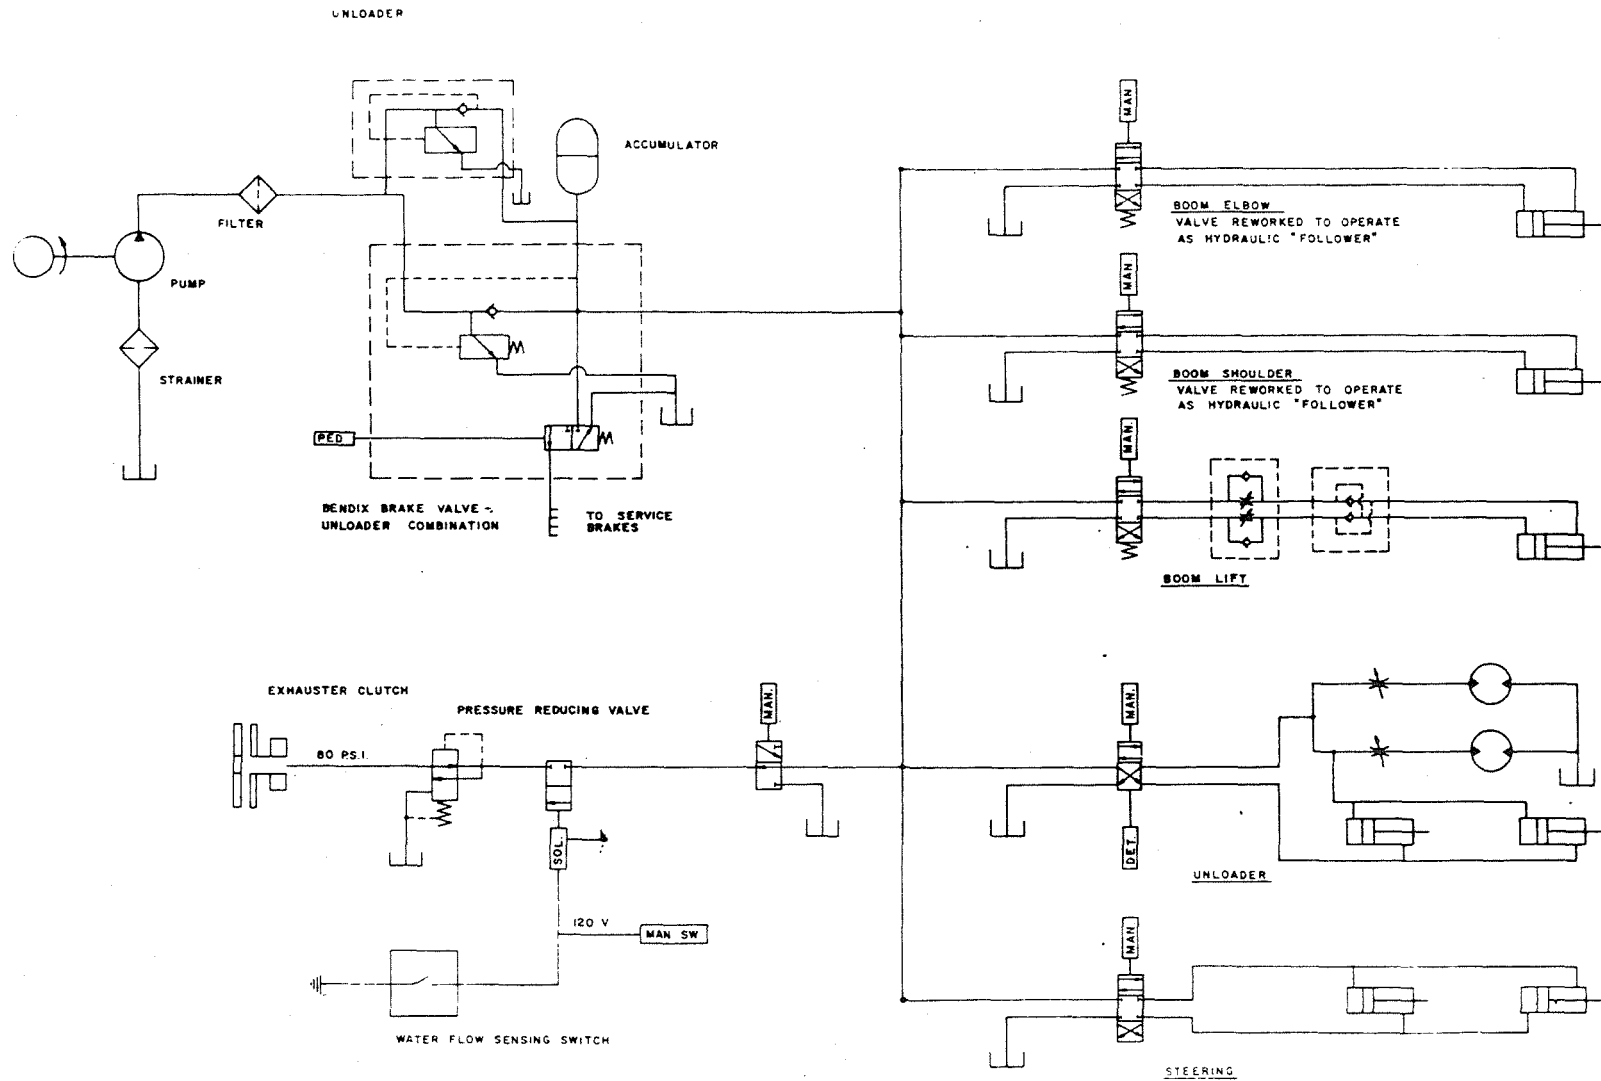 UNLOADER
ACCUMULATOR
FILTER
PUMP
STRAINER
PED
BENDIX BRAKE VALVE -
UNLOADER COMBINATION
TO SERVICE
BRAKES
MAN
BOOM ELBOW
VALVE REWORKED TO OPERATE
AS HYDRAULIC "FOLLOWER"
MAN
BOOM SHOULDER
VALVE REWORKED TO OPERATE
AS HYDRAULIC "FOLLOWER"
MAN.
BOOM LIFT
EXHAUSTER CLUTCH
PRESSURE REDUCING VALVE
80 P.S.I.
MAN.
SOL.
120 V
MAN SW
WATER FLOW SENSING SWITCH
MAN.
DET.
UNLOADER
MAN
STEERING